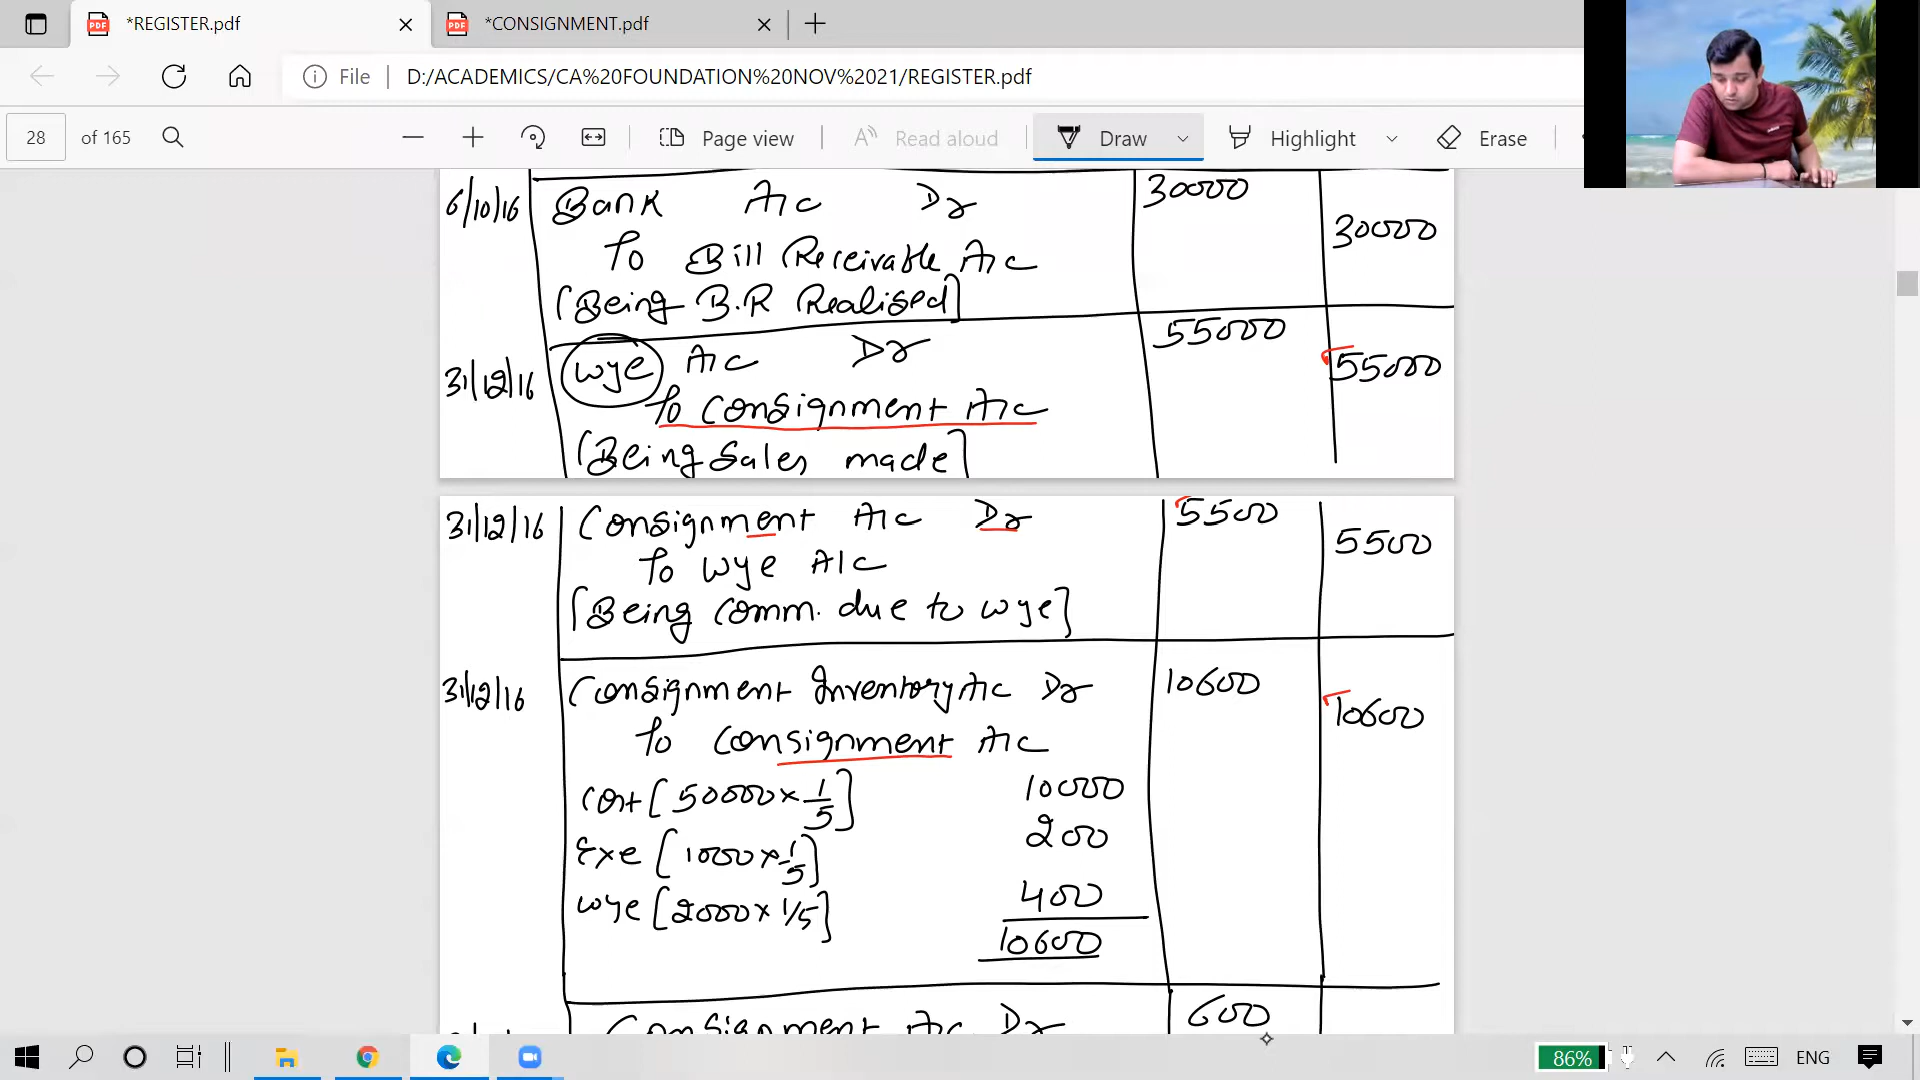 *REGISTER.pdf
*CONSIGNMENT.pdf
File
D:/ACADEMICS/CA%20FOUNDATION%20NOV%2021/REGISTER.pdf
28 of 165
Page view
Read aloud
Draw
Highlight
Erase
6/10/16 Bank A/c Dr 30000
To Bill Receivable A/c 30000
[Being B.R Realised]
31/12/16 Wye A/c Dr 55000
To Consignment A/c 55000
[Being Sales made]
31/12/16 Consignment A/c Dr 5500
To Wye A/c 5500
[Being Comm. due to Wye]
31/12/16 Consignment Inventory A/c Dr 10600
To Consignment A/c 10600
Cost [50000 × 1/5] 10000
Exe [1000 × 1/5] 200
Wye [2000 × 1/5] 400
10600
Consignment A/c Dr 600
86%
ENG